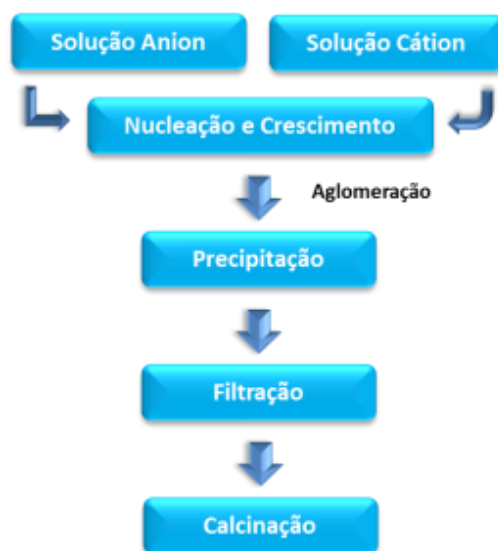 Solução Anion
Solução Cátion
Nucleação e Crescimento
Aglomeração
Precipitação
Filtração
Calcinação